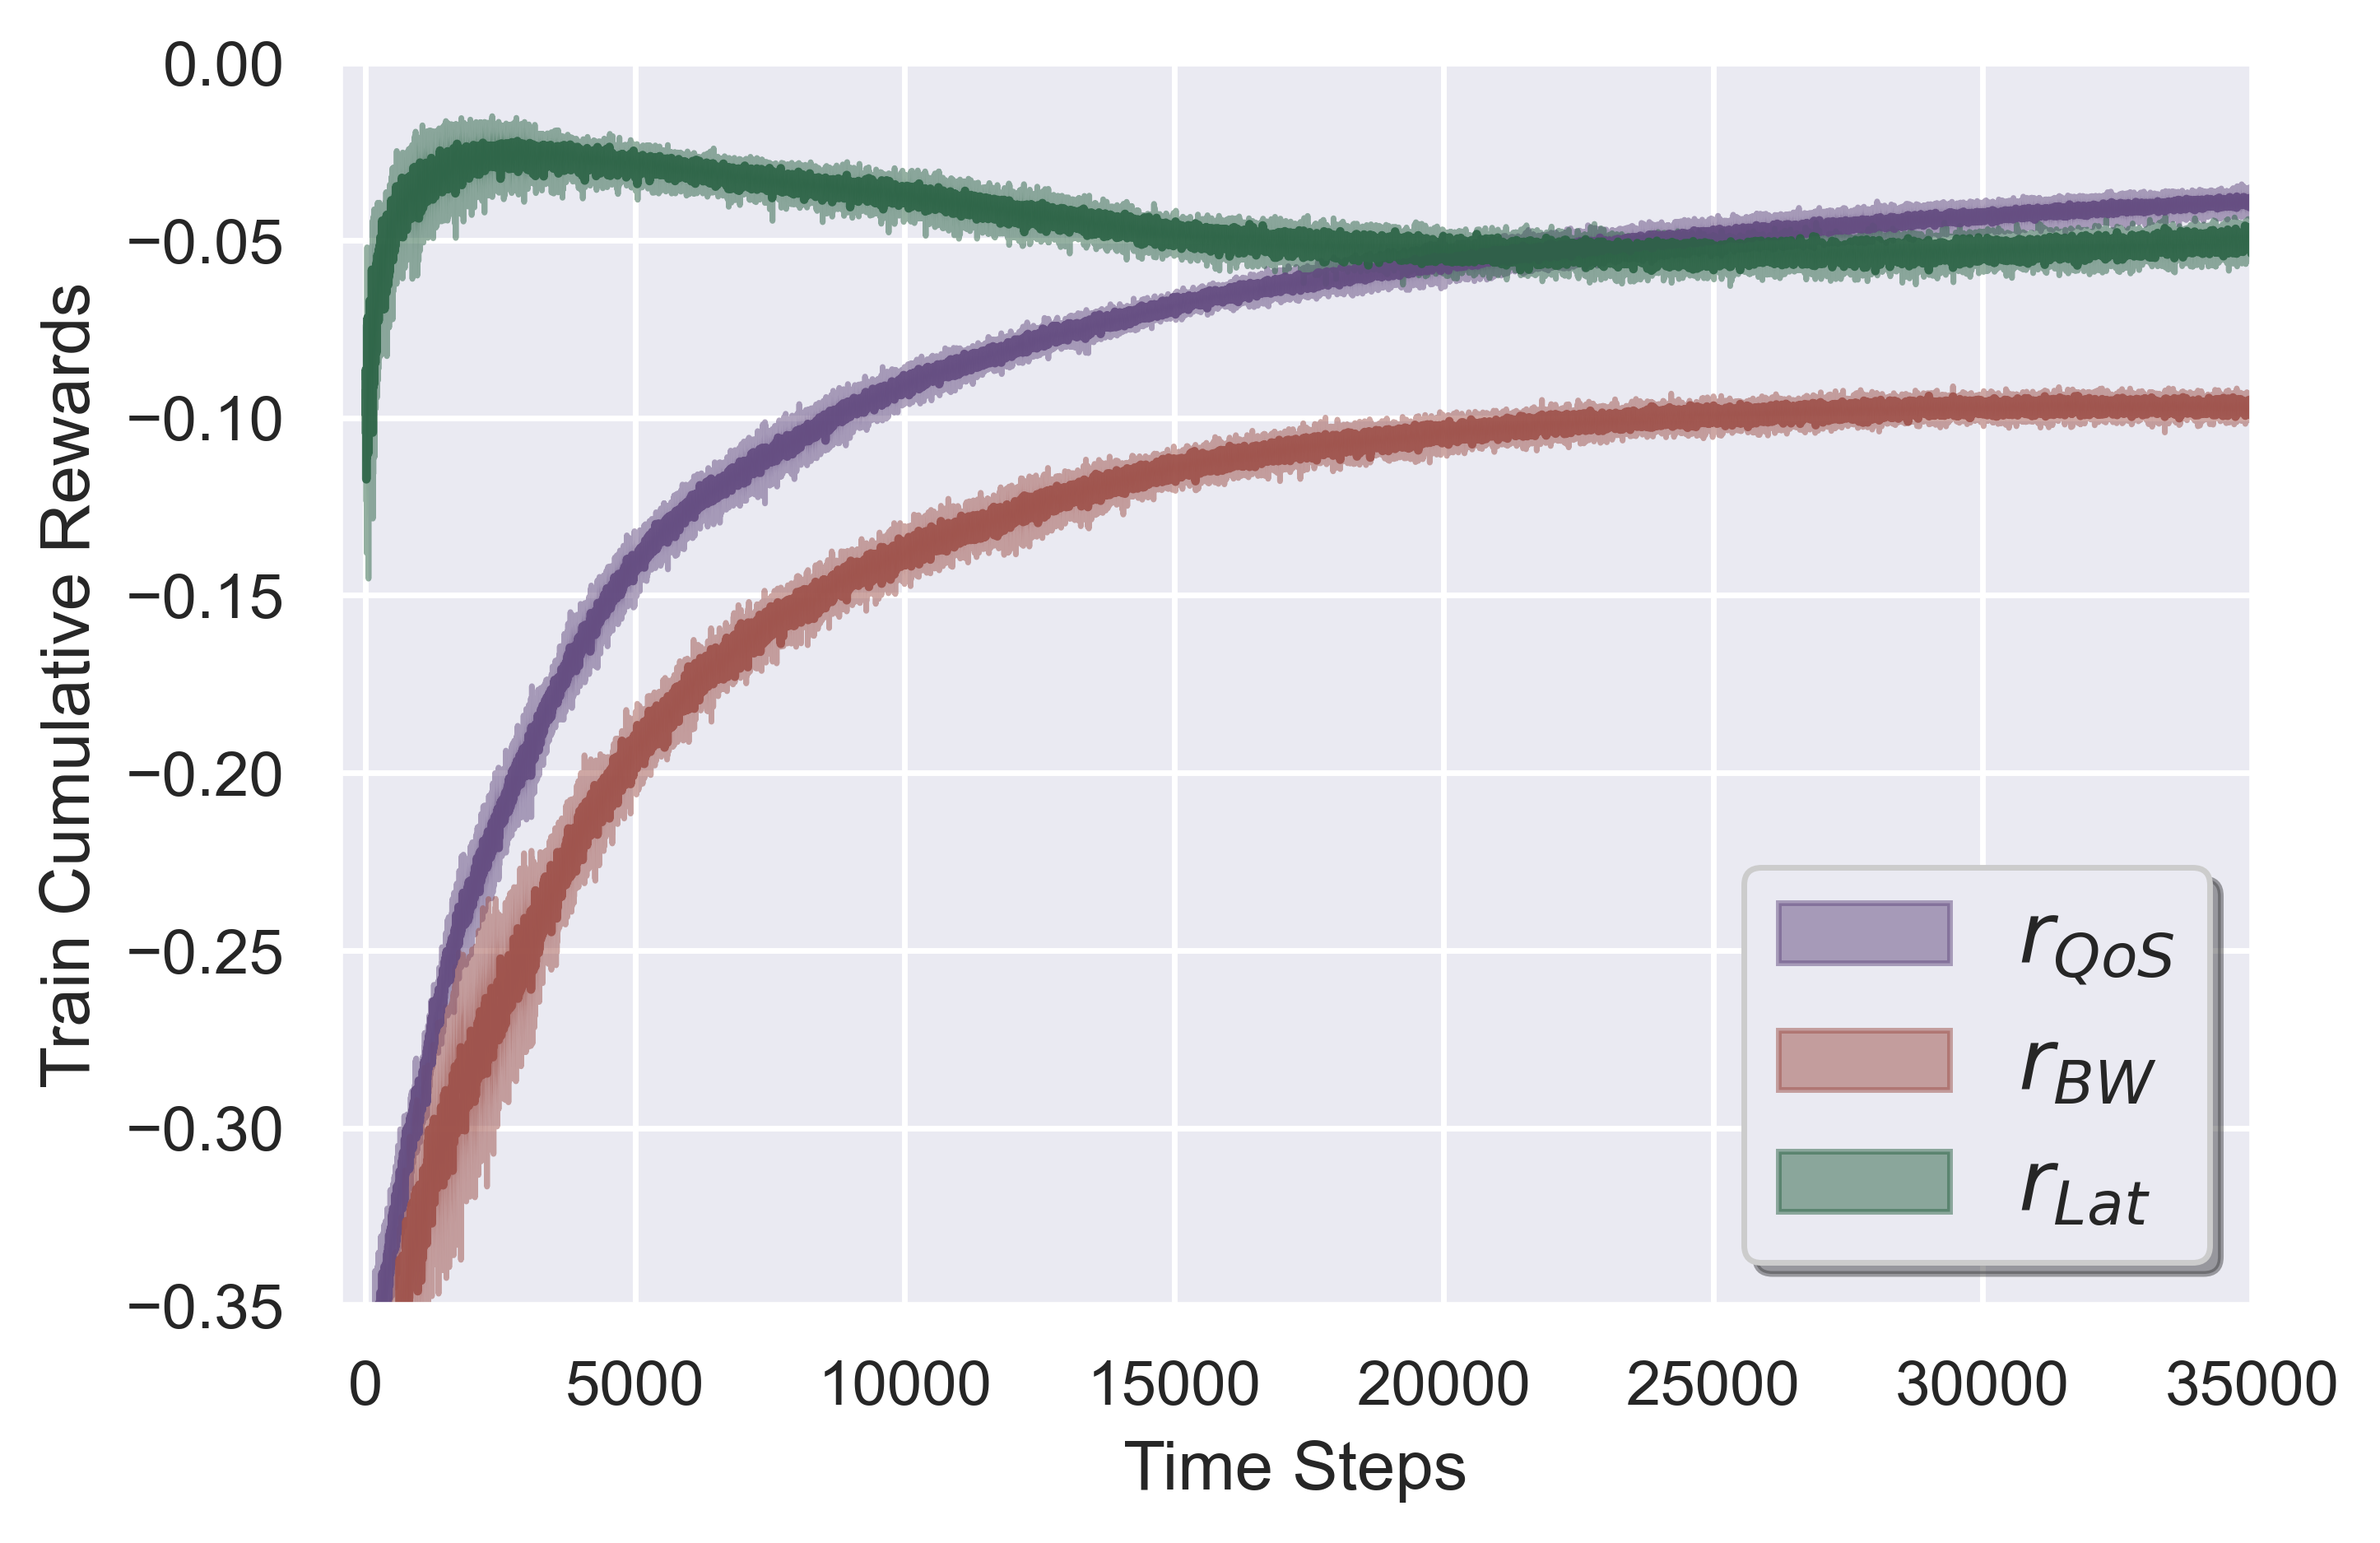 Train Cumulative Rewards
0.00
−0.05
−0.10
−0.15
−0.20
−0.25
−0.30
−0.35
0 5000 10000 15000 20000 25000 30000 35000
Time Steps
r_QoS
r_BW
r_Lat